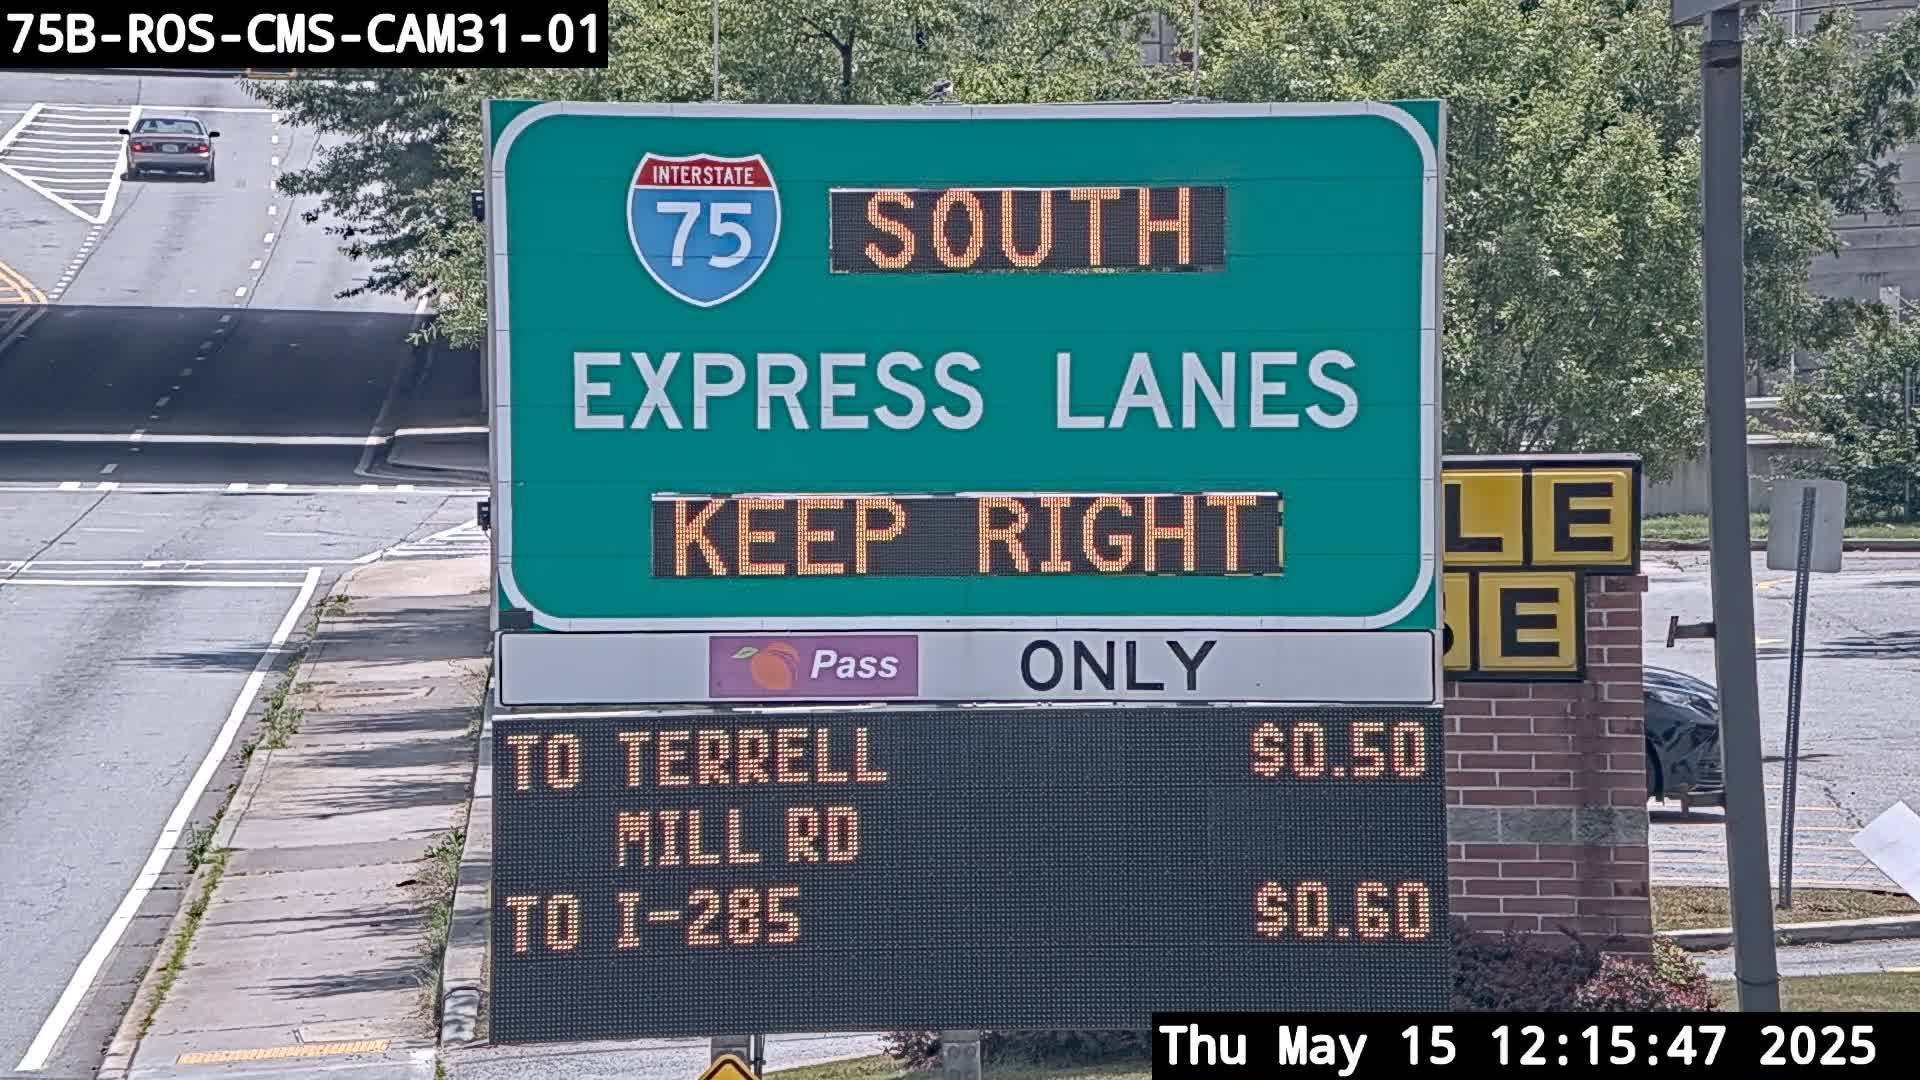 75B-ROS-CMS-CAM31-01
INTERSTATE
75
SOUTH
EXPRESS LANES
KEEP RIGHT
Pass ONLY
TO TERRELL $0.50
MILL RD
TO I-285 $0.60
LE
E
Thu May 15 12:15:47 2025